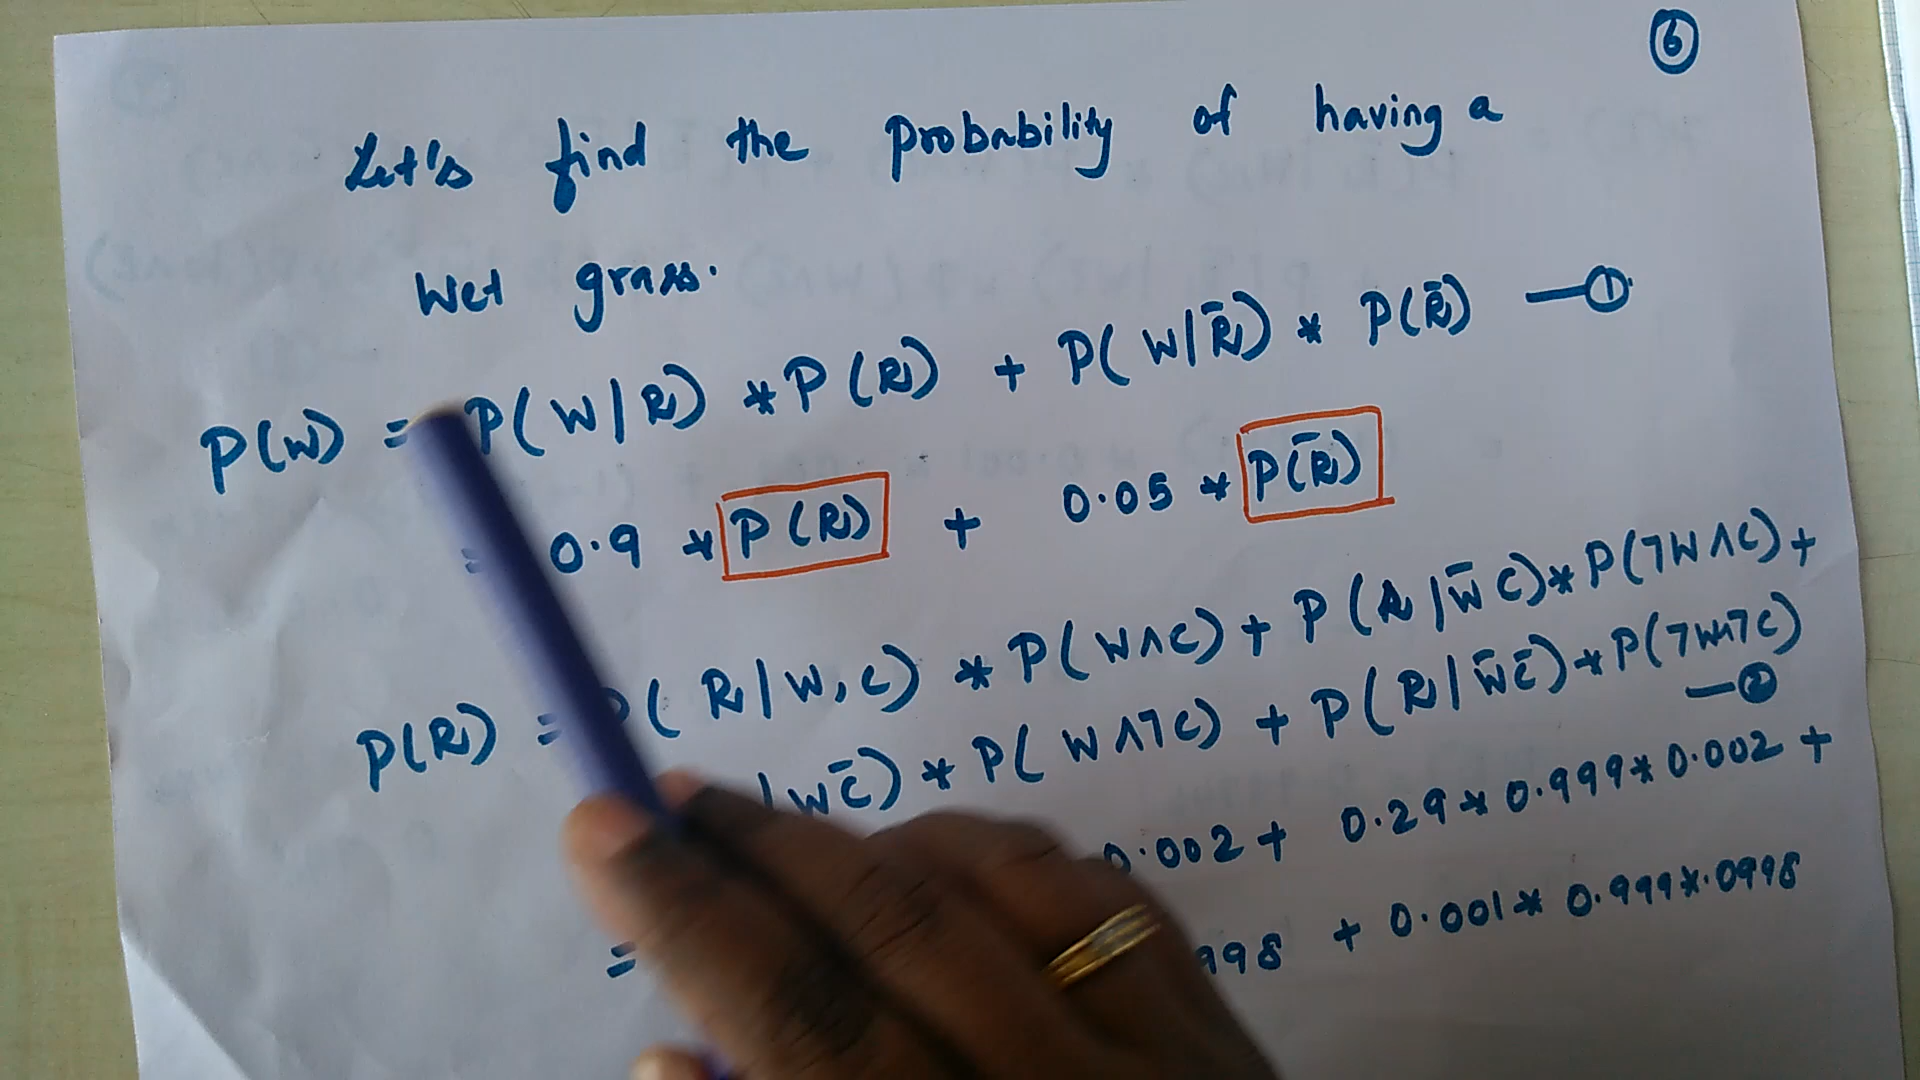 6
Let's find the probability of having a
Wet grass.
P(W) = P(W|R) * P(R) + P(W|R̄) * P(R̄) — 1
= 0.9 * P(R) + 0.05 * P(R̄)
P(R) = P(R|W,C) * P(W∧C) + P(R|W̄ C) * P(¬W∧C) +
|WC̄) * P(W∧¬C) + P(R|W̄C̄) * P(¬W∧¬C)
— 2
0.002 + 0.29 * 0.999 * 0.002 +
= 998 + 0.001 * 0.999 * .0998